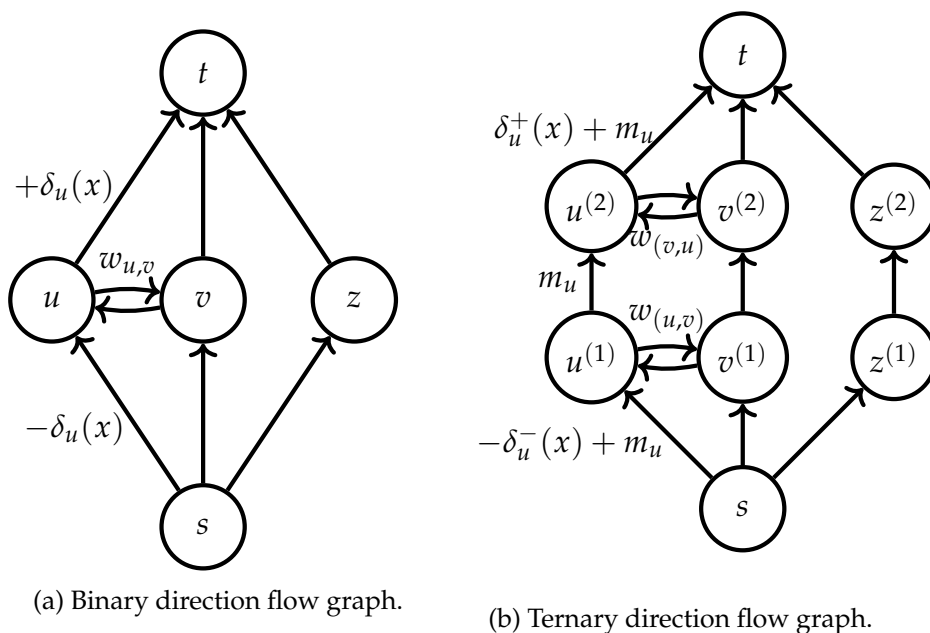 t
+δ_u(x)
w_{u,v}
u
v
z
−δ_u(x)
s
(a) Binary direction flow graph.
t
δ_u^+(x) + m_u
u^{(2)}
v^{(2)}
z^{(2)}
w_{(v,u)}
m_u
w_{(u,v)}
u^{(1)}
v^{(1)}
z^{(1)}
−δ_u^−(x) + m_u
s
(b) Ternary direction flow graph.